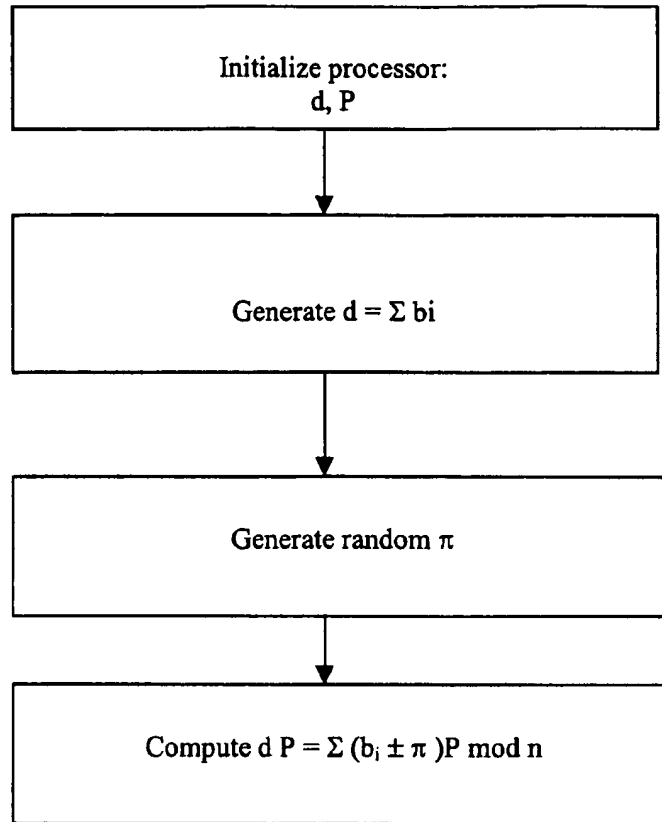 Initialize processor:
d, P
Generate d = Σ bi
Generate random π
Compute d P = Σ (bᵢ ± π )P mod n